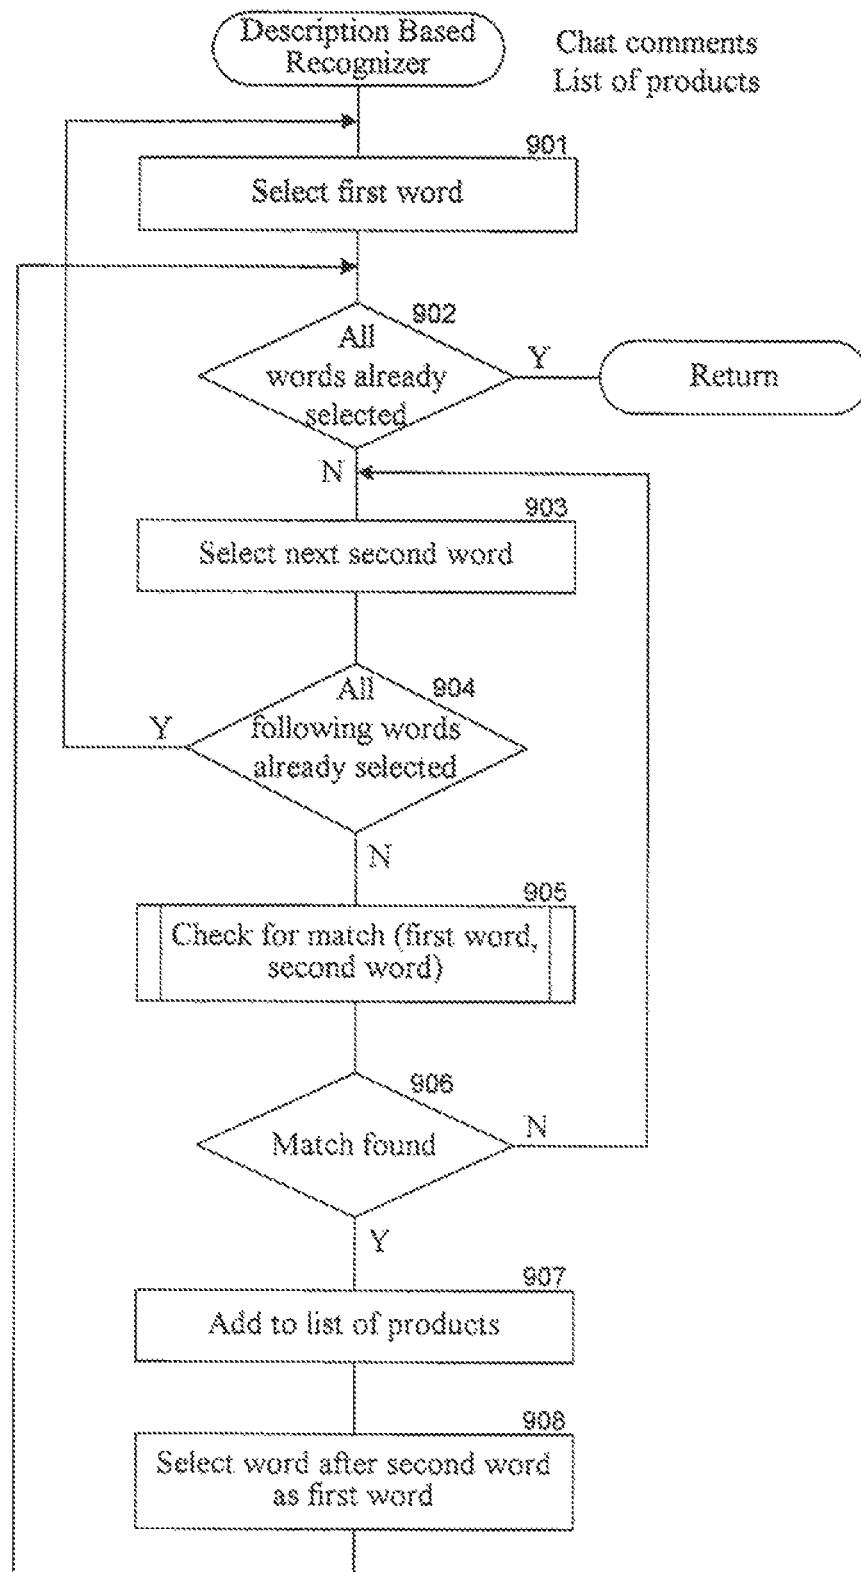 Description Based
Recognizer
Chat comments
List of products
901
Select first word
902
All
words already
selected
Y
Return
N
903
Select next second word
904
All
following words
already selected
Y
N
905
Check for match (first word,
second word)
906
Match found
N
Y
907
Add to list of products
908
Select word after second word
as first word